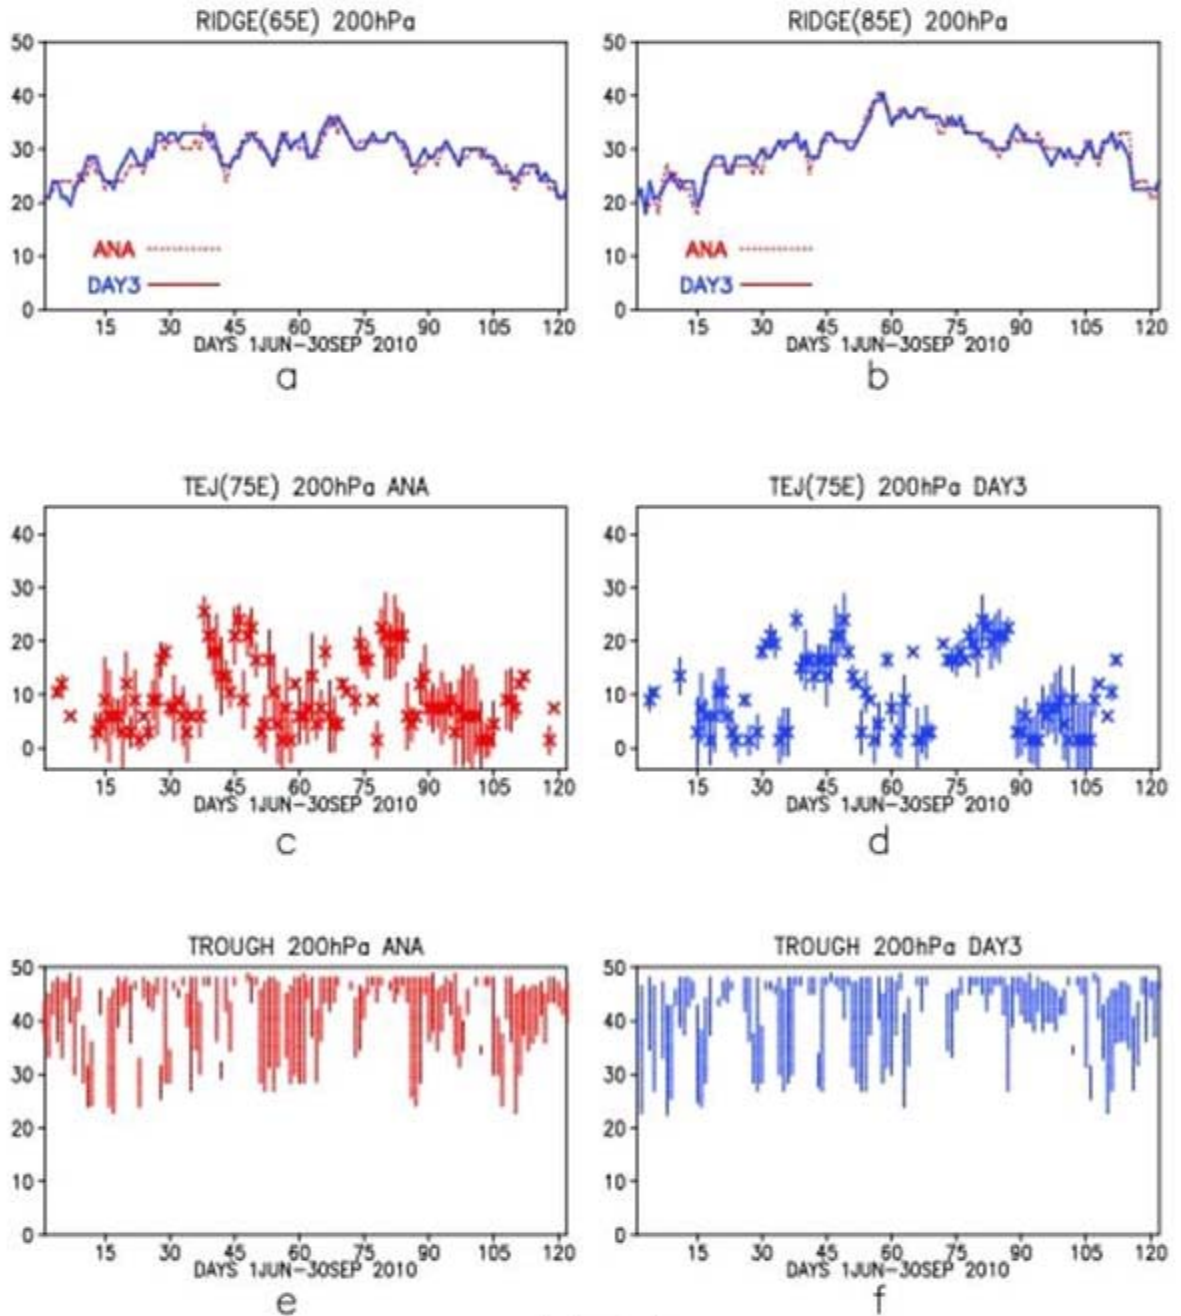 RIDGE(65E) 200hPa
50
40
30
20
10
0
ANA
DAY3
15 30 45 60 75 90 105 120
DAYS 1JUN-30SEP 2010
a
RIDGE(85E) 200hPa
50
40
30
20
10
0
ANA
DAY3
15 30 45 60 75 90 105 120
DAYS 1JUN-30SEP 2010
b
TEJ(75E) 200hPa ANA
40
30
20
10
0
15 30 45 60 75 90 105 120
DAYS 1JUN-30SEP 2010
c
TEJ(75E) 200hPa DAY3
40
30
20
10
0
15 30 45 60 75 90 105 120
DAYS 1JUN-30SEP 2010
d
TROUGH 200hPa ANA
50
40
30
20
10
0
15 30 45 60 75 90 105 120
DAYS 1JUN-30SEP 2010
e
TROUGH 200hPa DAY3
50
40
30
20
10
0
15 30 45 60 75 90 105 120
DAYS 1JUN-30SEP 2010
f